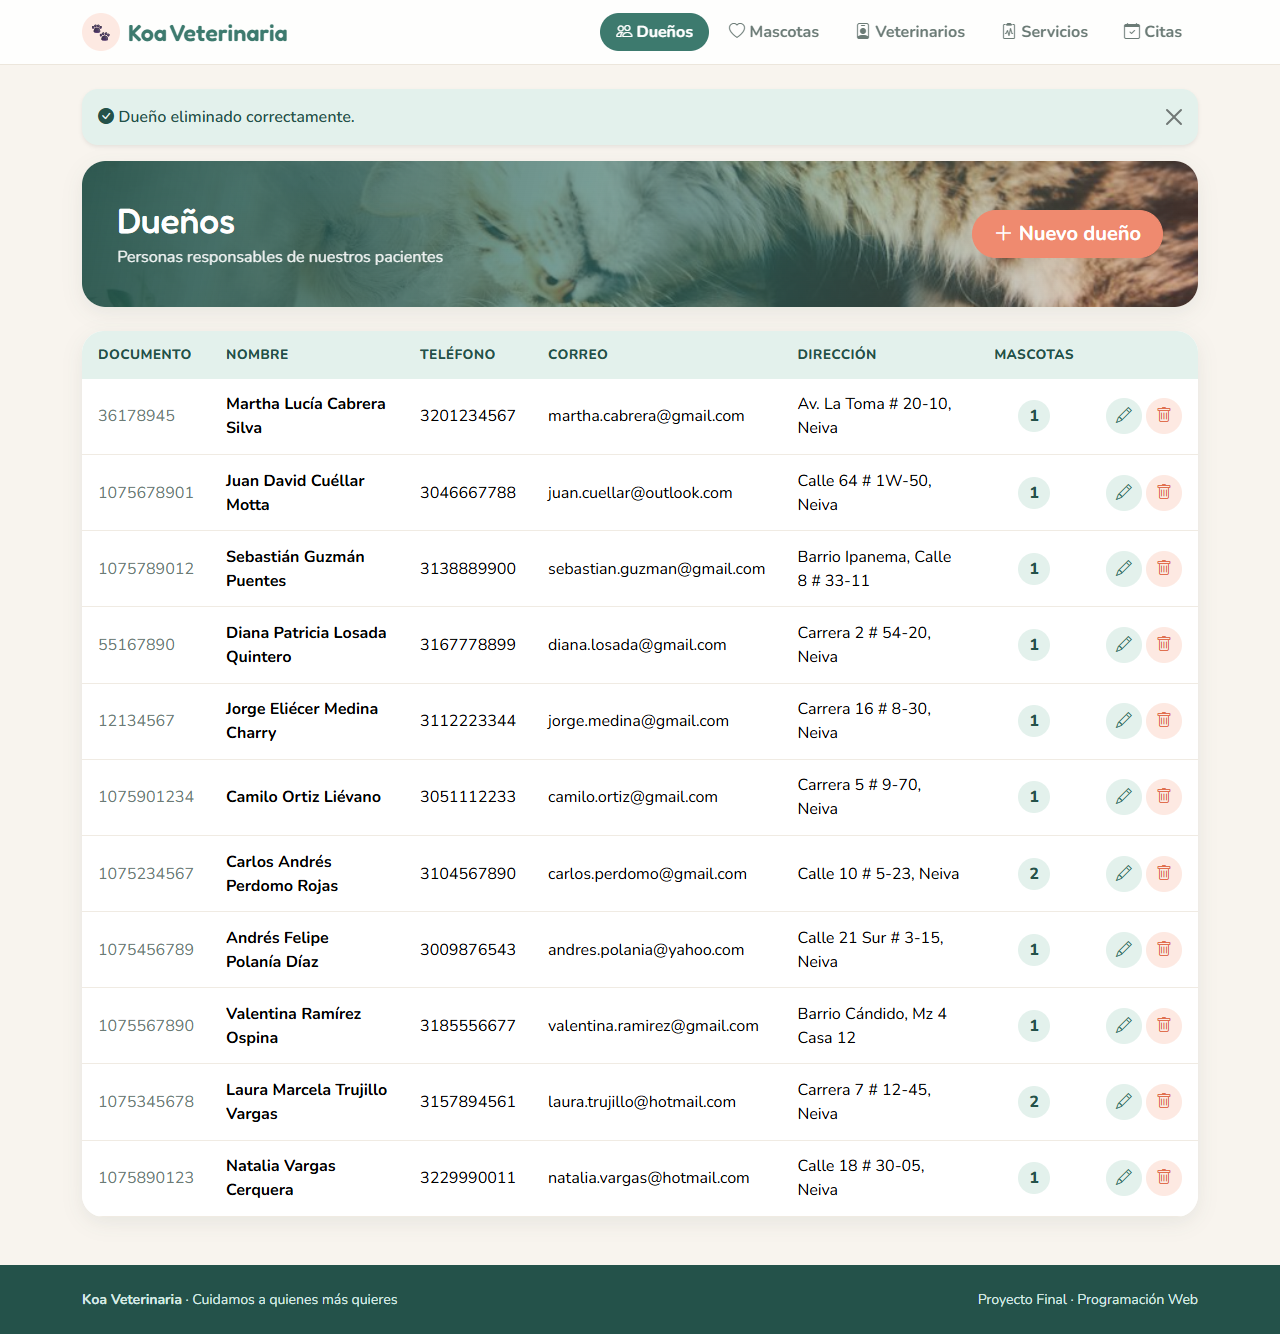 Koa Veterinaria
Dueños
Mascotas
Veterinarios
Servicios
Citas
Dueño eliminado correctamente.
Dueños
Personas responsables de nuestros pacientes
+ Nuevo dueño
DOCUMENTO NOMBRE TELÉFONO CORREO DIRECCIÓN MASCOTAS
36178945 Martha Lucía Cabrera 3201234567 martha.cabrera@gmail.com Av. La Toma # 20-10, 1
Silva Neiva
1075678901 Juan David Cuéllar 3046667788 juan.cuellar@outlook.com Calle 64 # 1W-50, 1
Motta Neiva
1075789012 Sebastián Guzmán 3138889900 sebastian.guzman@gmail.com Barrio Ipanema, Calle 1
Puentes 8 # 33-11
55167890 Diana Patricia Losada 3167778899 diana.losada@gmail.com Carrera 2 # 54-20, 1
Quintero Neiva
12134567 Jorge Eliécer Medina 3112223344 jorge.medina@gmail.com Carrera 16 # 8-30, 1
Charry Neiva
1075901234 Camilo Ortiz Liévano 3051112233 camilo.ortiz@gmail.com Carrera 5 # 9-70, 1
Neiva
1075234567 Carlos Andrés 3104567890 carlos.perdomo@gmail.com Calle 10 # 5-23, Neiva 2
Perdomo Rojas
1075456789 Andrés Felipe 3009876543 andres.polania@yahoo.com Calle 21 Sur # 3-15, 1
Polanía Díaz Neiva
1075567890 Valentina Ramírez 3185556677 valentina.ramirez@gmail.com Barrio Cándido, Mz 4 1
Ospina Casa 12
1075345678 Laura Marcela Trujillo 3157894561 laura.trujillo@hotmail.com Carrera 7 # 12-45, 2
Vargas Neiva
1075890123 Natalia Vargas 3229990011 natalia.vargas@hotmail.com Calle 18 # 30-05, 1
Cerquera Neiva
Koa Veterinaria · Cuidamos a quienes más quieres
Proyecto Final · Programación Web